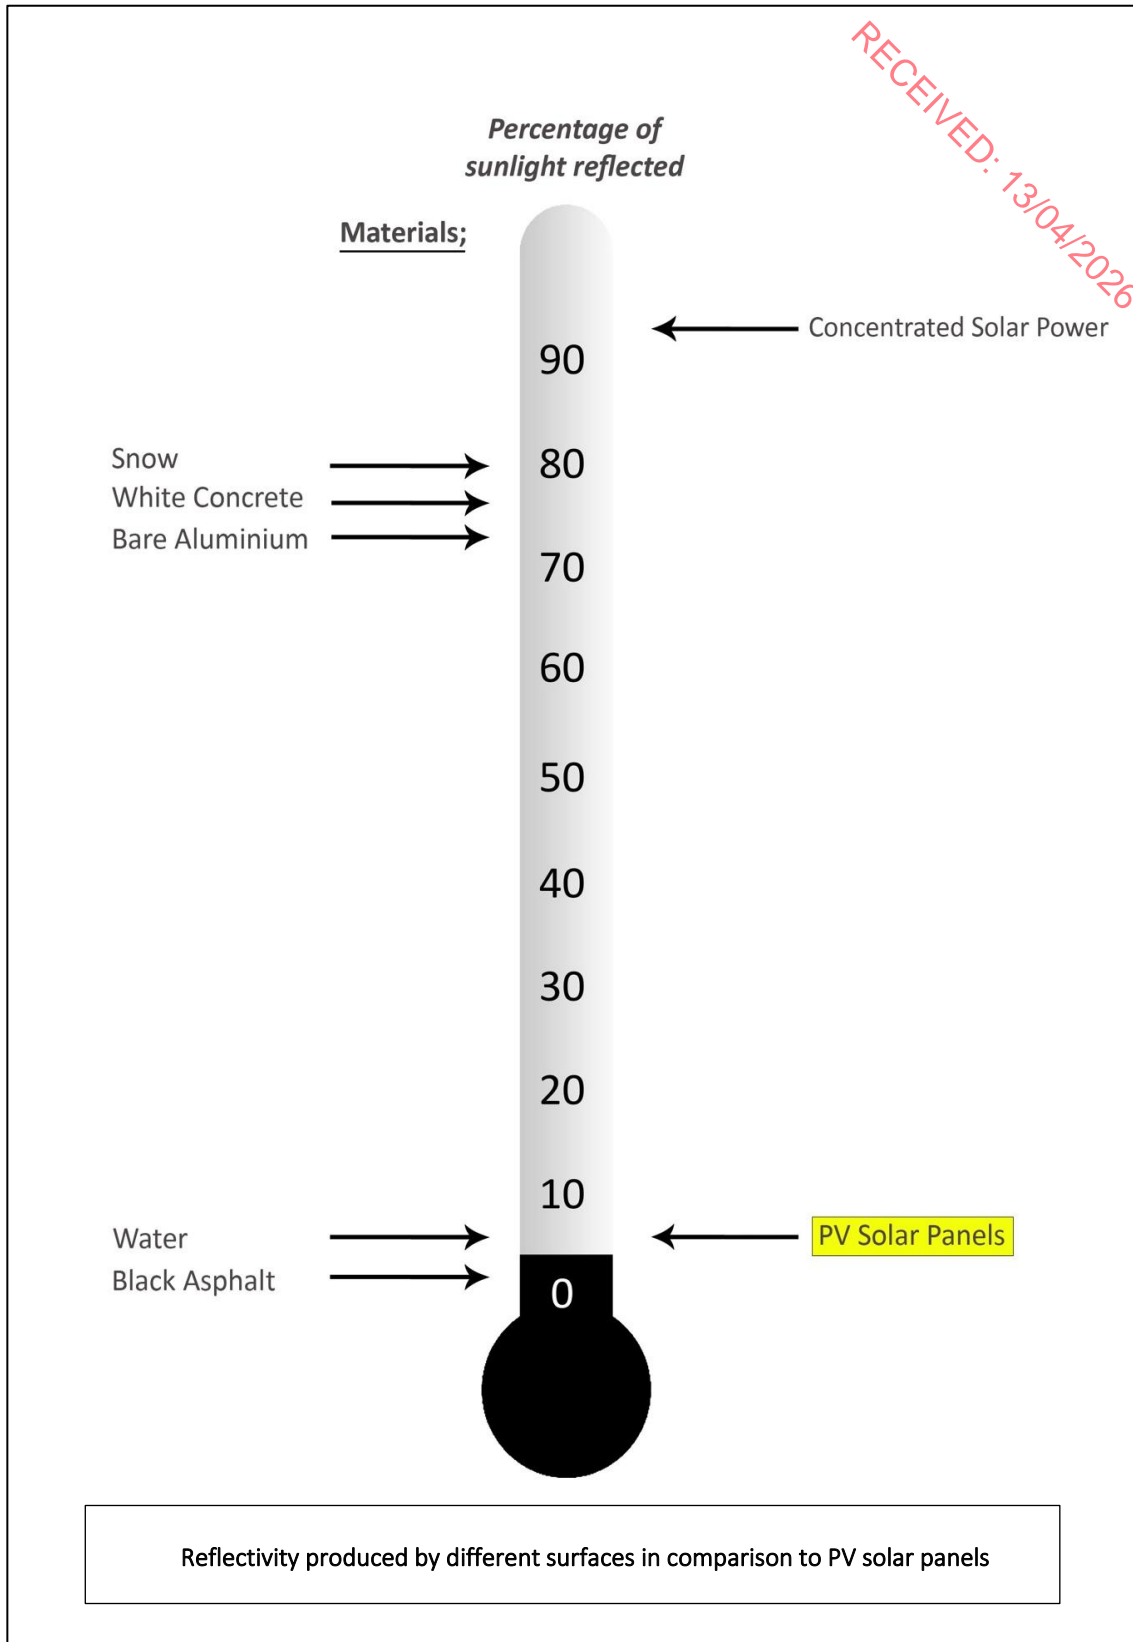 RECEIVED: 13/04/2026
Percentage of
sunlight reflected
Materials;
Concentrated Solar Power
90
Snow
80
White Concrete
Bare Aluminium
70
60
50
40
30
20
10
Water
PV Solar Panels
Black Asphalt
0
Reflectivity produced by different surfaces in comparison to PV solar panels